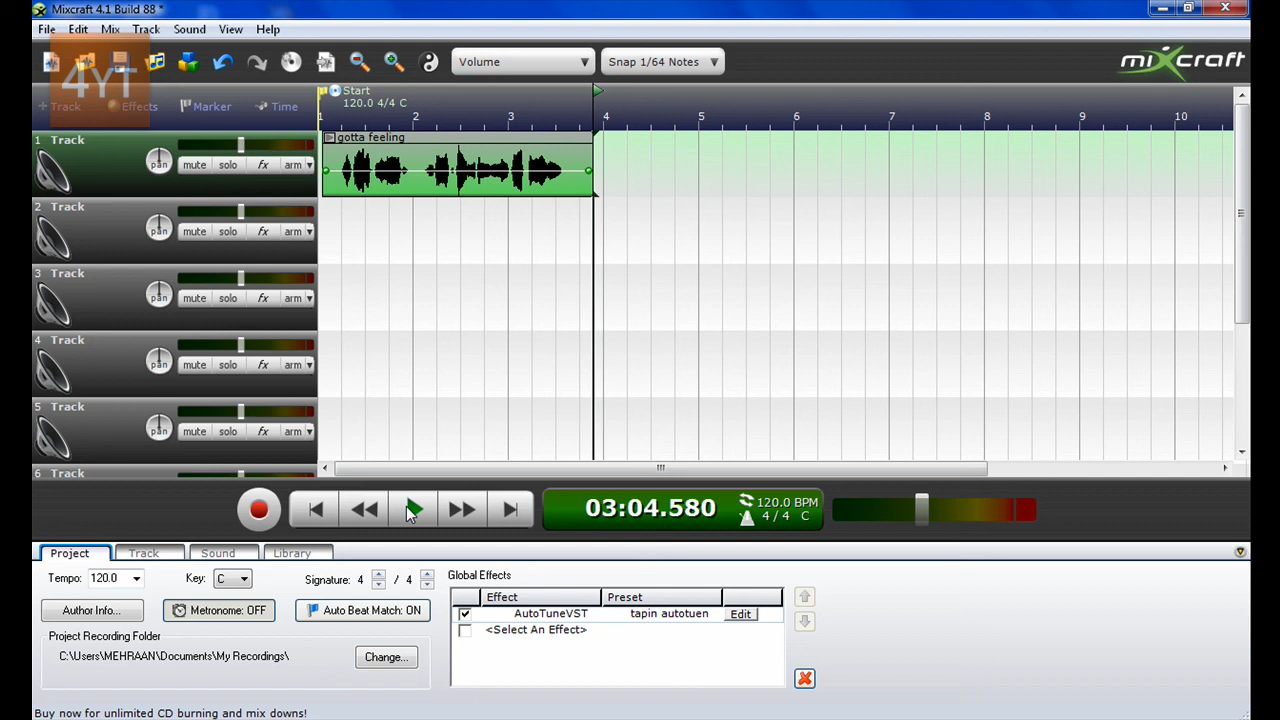 Mixcraft 4.1 Build 88 *
File Edit Mix Track Sound View Help
4YT
Volume
Snap 1/64 Notes
mixcraft
+ Track Effects Marker Time
Start
120.0 4/4 C
1 2 3 4 5 6 7 8 9 10
gotta feeling
1 Track
pan mute solo fx arm
2 Track
pan mute solo fx arm
3 Track
pan mute solo fx arm
4 Track
pan mute solo fx arm
5 Track
pan mute solo fx arm
6 Track
03:04.580
120.0 BPM
4 / 4 C
Project Track Sound Library
Tempo: 120.0 Key: C Signature: 4 / 4
Author Info... Metronome: OFF Auto Beat Match: ON
Project Recording Folder
C:\Users\MEHRAAN\Documents\My Recordings\ Change...
Global Effects
Effect Preset
AutoTuneVST tapin autotuen Edit
<Select An Effect>
Buy now for unlimited CD burning and mix downs!